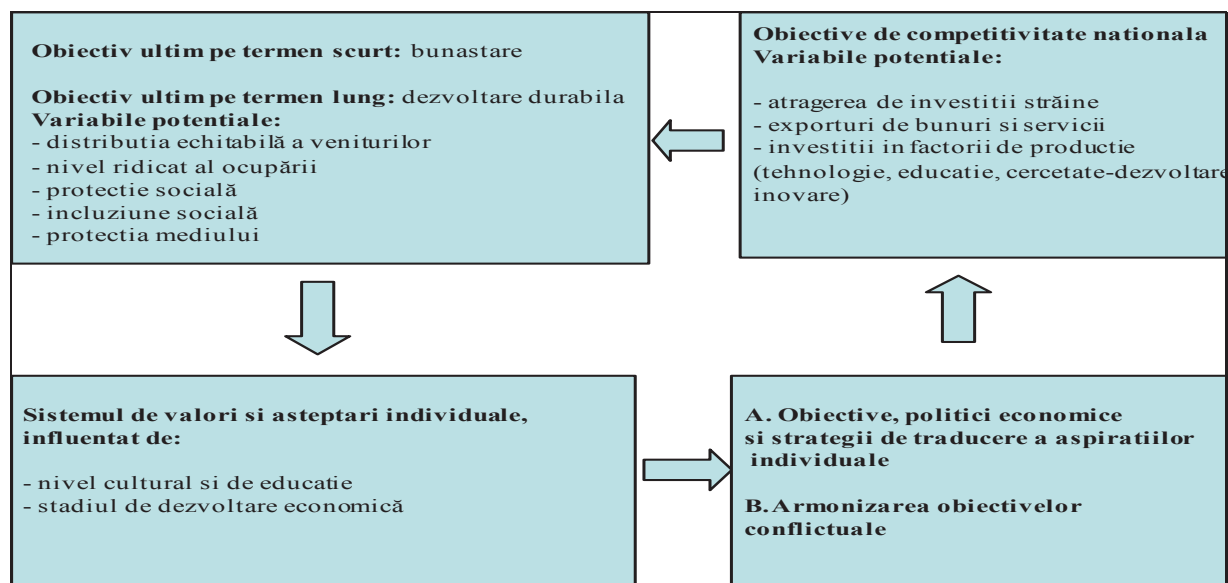 Obiectiv ultim pe termen scurt: bunastare
Obiectiv ultim pe termen lung: dezvoltare durabila
Variabile potentiale:
- distributia echitabilă a veniturilor
- nivel ridicat al ocupării
- protectie socială
- incluziune socială
- protectia mediului
Obiective de competitivitate nationala
Variabile potentiale:
- atragerea de investitii străine
- exporturi de bunuri si servicii
- investitii in factorii de productie
(tehnologie, educatie, cercetate-dezvoltare
inovare)
Sistemul de valori si asteptari individuale,
influentat de:
- nivel cultural si de educatie
- stadiul de dezvoltare economică
A. Obiective, politici economice
si strategii de traducere a aspiratiilor
individuale
B. Armonizarea obiectivelor
conflictuale